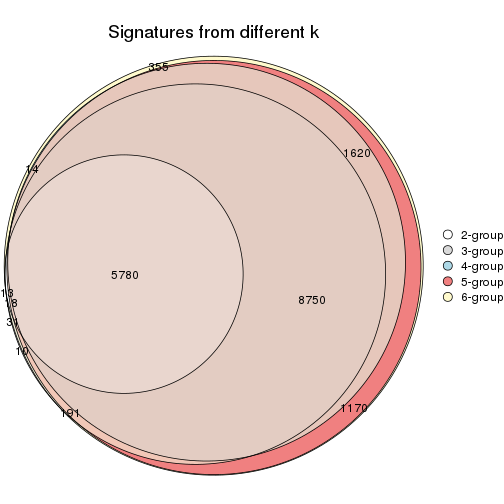 Signatures from different k
355
1620
14
5780
8750
13
18
31
10
191
1170
2-group
3-group
4-group
5-group
6-group